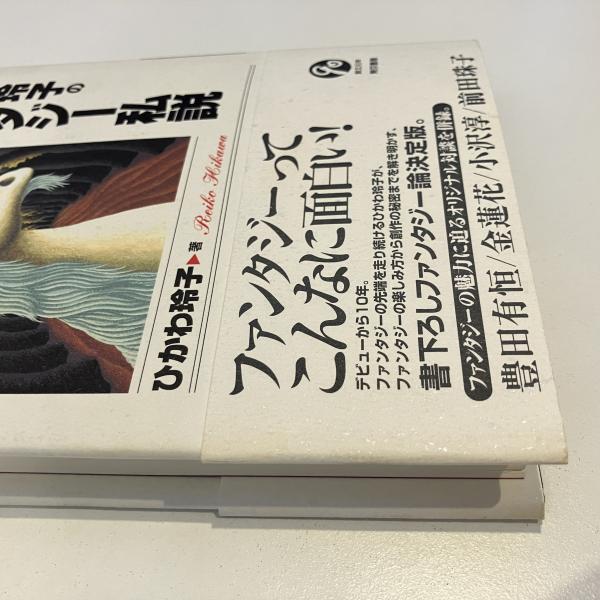 玲子の
タジー私説
Reiko Hikawa
ひかわ玲子▶著
ファンタジーって
こんなに面白い!
デビューから10年。
ファンタジーの先端を走り続けるひかわ玲子が、
ファンタジーの楽しみ方から創作の秘密までを解き明かす、
書下ろしファンタジー論決定版。
ファンタジーの魅力に迫るオリジナル対談を併録。
豊田有恒/金蓮花/小沢淳/前田珠子